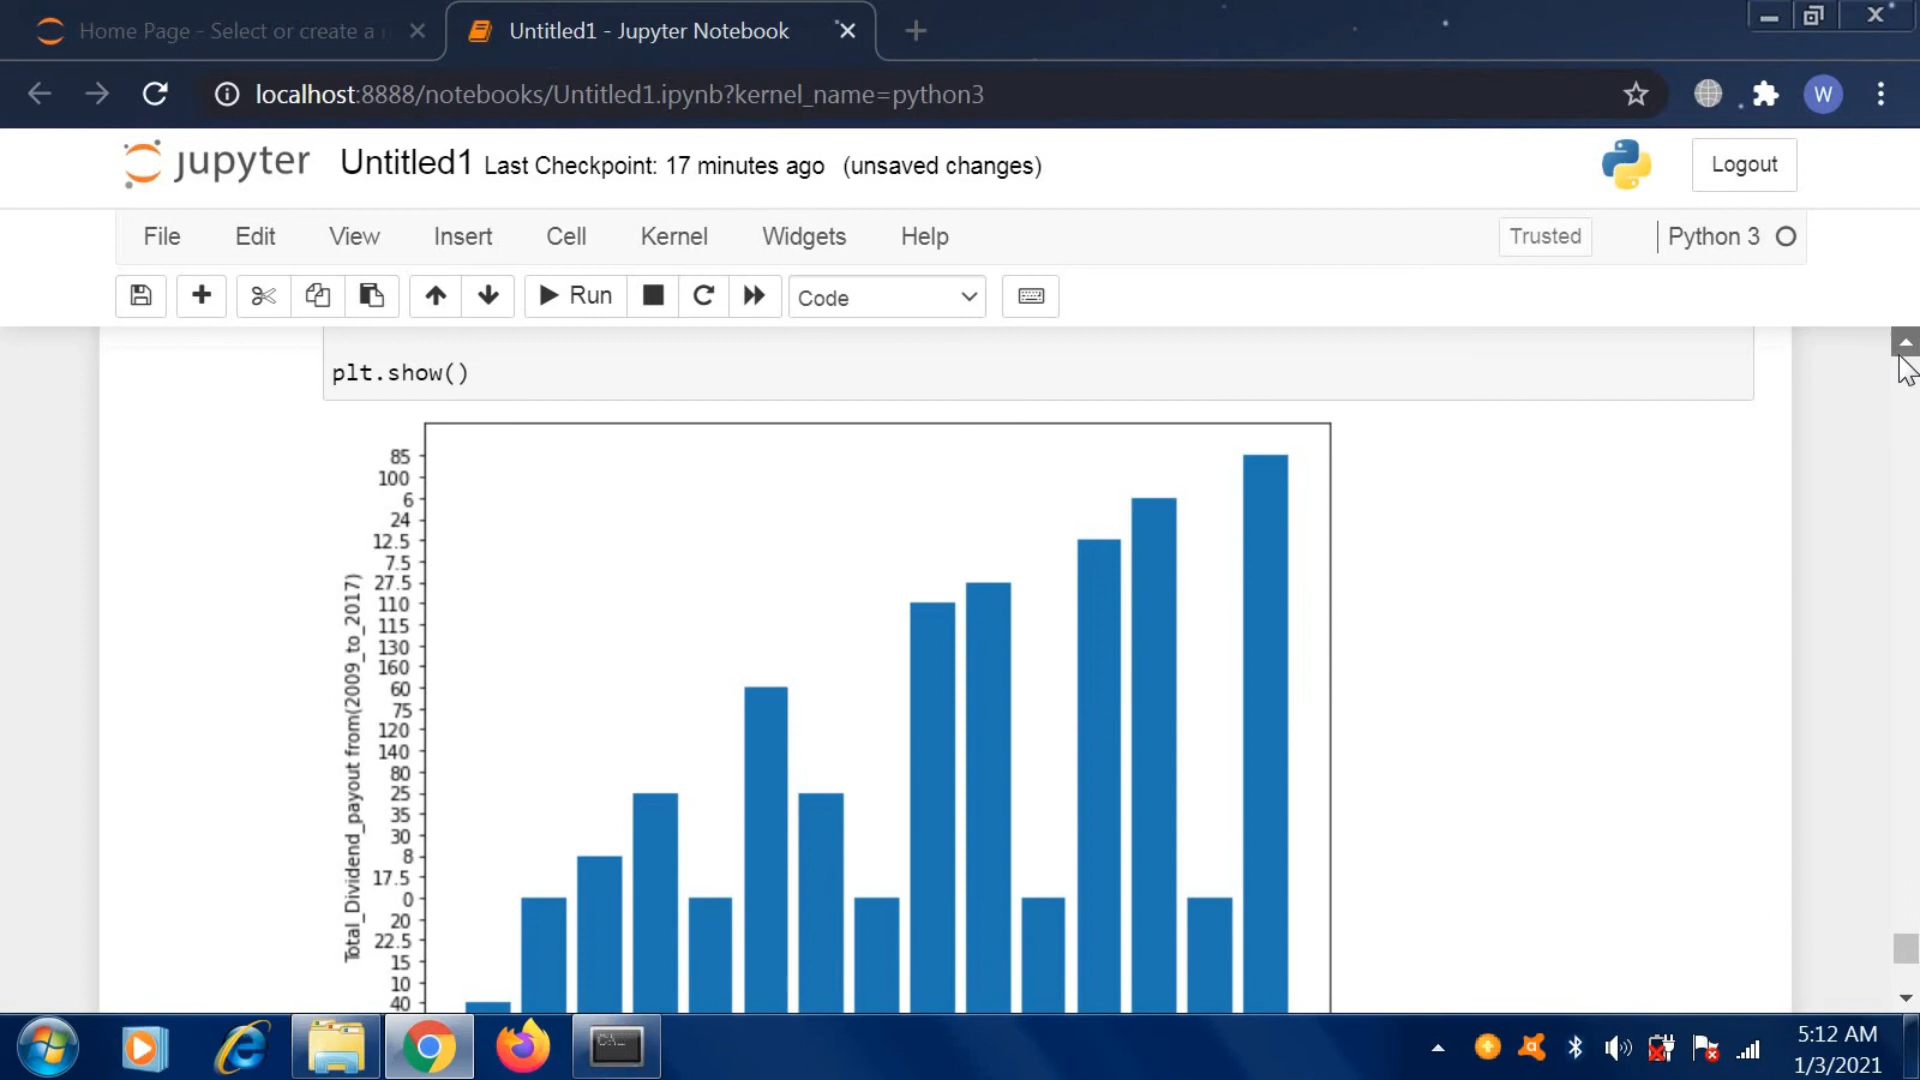 Home Page - Select or create a
Untitled1 - Jupyter Notebook
localhost:8888/notebooks/Untitled1.ipynb?kernel_name=python3
W
jupyter Untitled1 Last Checkpoint: 17 minutes ago (unsaved changes)
Logout
File Edit View Insert Cell Kernel Widgets Help
Trusted
Python 3
Run
Code
plt.show()
85
100
6
24
12.5
7.5
27.5
110
115
130
160
60
75
120
140
80
25
35
30
8
17.5
0
20
22.5
15
10
40
Total_Dividend_payout from(2009_to_2017)
5:12 AM
1/3/2021